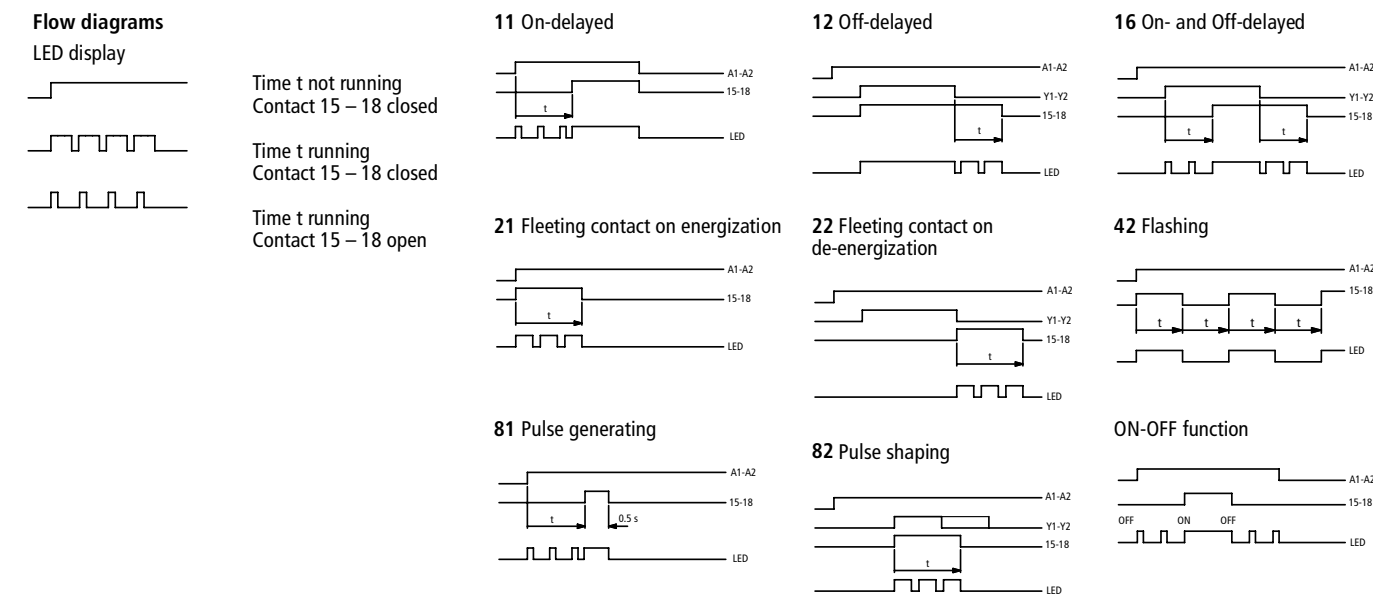 Flow diagrams
LED display
Time t not running
Contact 15 – 18 closed
Time t running
Contact 15 – 18 closed
Time t running
Contact 15 – 18 open
11 On-delayed
A1-A2
15-18
t
LED
12 Off-delayed
A1-A2
Y1-Y2
15-18
t
LED
16 On- and Off-delayed
A1-A2
Y1-Y2
15-18
t
t
LED
21 Fleeting contact on energization
A1-A2
15-18
t
LED
22 Fleeting contact on
de-energization
A1-A2
Y1-Y2
15-18
t
LED
42 Flashing
A1-A2
15-18
t t t t
LED
81 Pulse generating
A1-A2
15-18
t
0.5 s
LED
82 Pulse shaping
A1-A2
Y1-Y2
15-18
t
LED
ON-OFF function
A1-A2
15-18
OFF ON OFF
LED